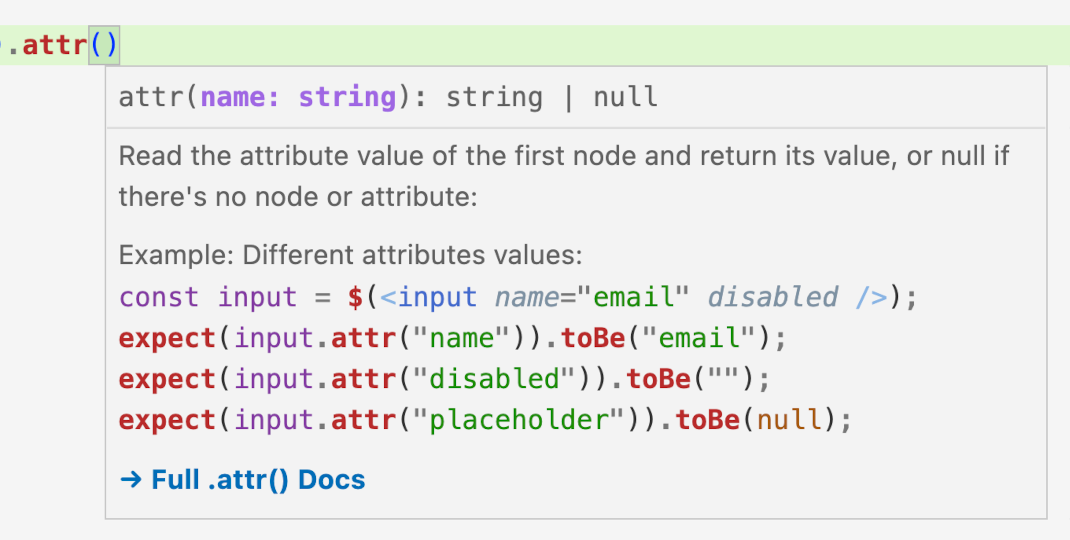 .attr()
attr(name: string): string | null
Read the attribute value of the first node and return its value, or null if
there's no node or attribute:
Example: Different attributes values:
const input = $(<input name="email" disabled />);
expect(input.attr("name")).toBe("email");
expect(input.attr("disabled")).toBe("");
expect(input.attr("placeholder")).toBe(null);
→ Full .attr() Docs